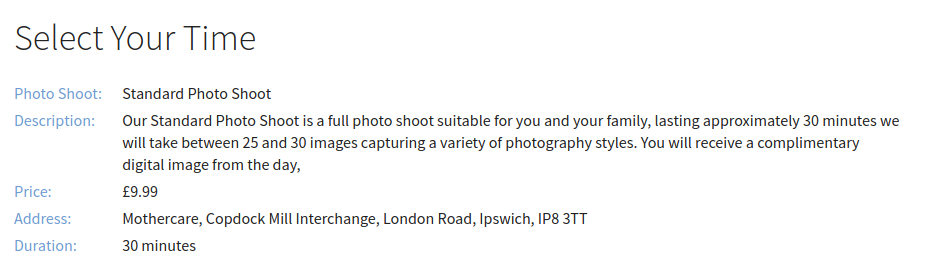 Select Your Time
Photo Shoot: Standard Photo Shoot
Description: Our Standard Photo Shoot is a full photo shoot suitable for you and your family, lasting approximately 30 minutes we
will take between 25 and 30 images capturing a variety of photography styles. You will receive a complimentary
digital image from the day,
Price: £9.99
Address: Mothercare, Copdock Mill Interchange, London Road, Ipswich, IP8 3TT
Duration: 30 minutes